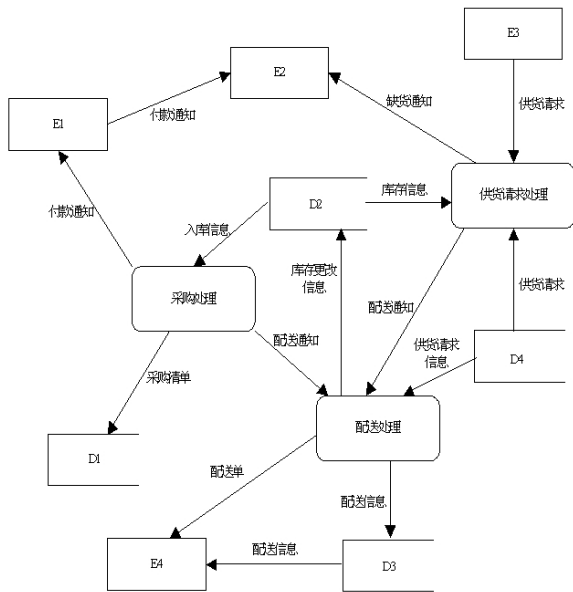 E3
E2
缺货通知
供货请求
付款通知
E1
供货请求处理
库存信息
D2
付款通知
入库信息
库存更改
信息
供货请求
采购处理
配送通知
配送通知
供货请求
信息
D4
采购清单
配送处理
D1
配送单
配送信息
配送信息
E4
D3